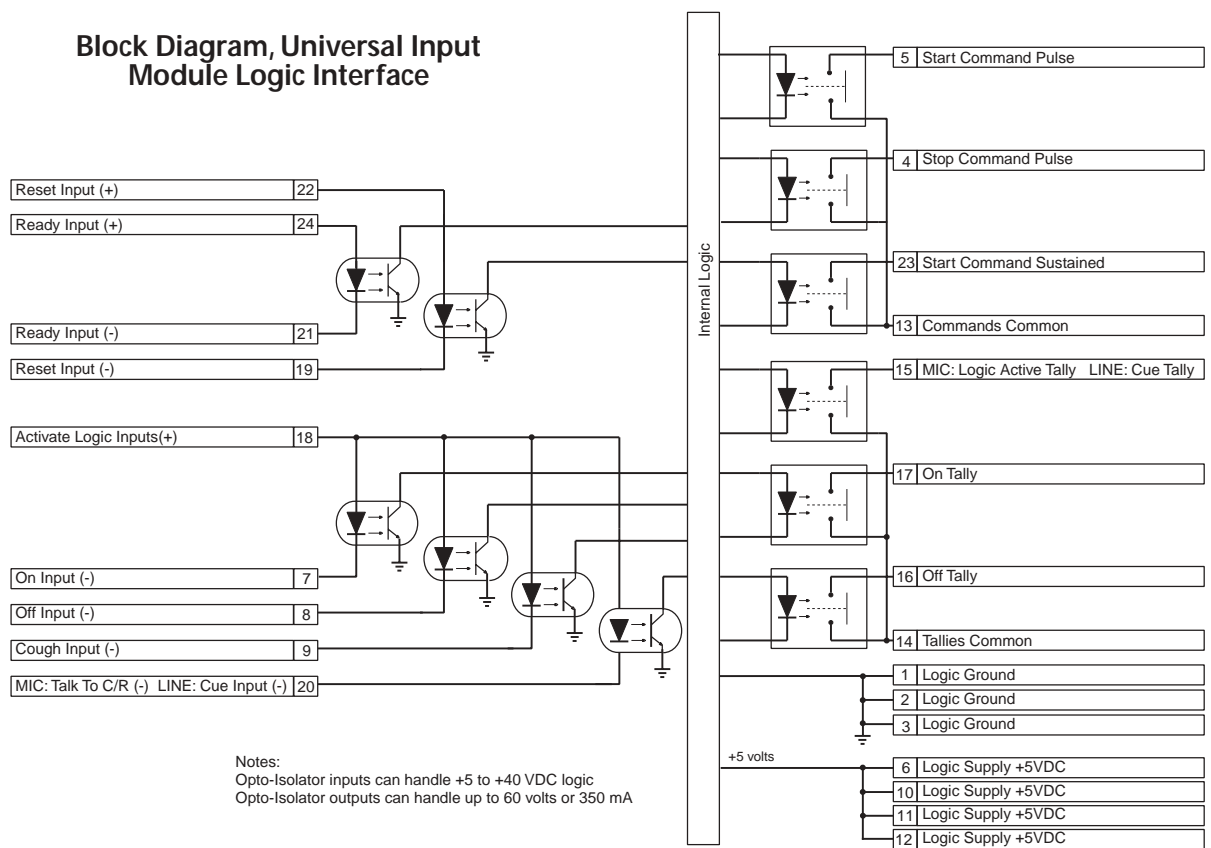 Block Diagram, Universal Input
Module Logic Interface
Reset Input (+) 22
Ready Input (+) 24
Ready Input (-) 21
Reset Input (-) 19
Activate Logic Inputs(+) 18
On Input (-) 7
Off Input (-) 8
Cough Input (-) 9
MIC: Talk To C/R (-) LINE: Cue Input (-) 20
Notes:
Opto-Isolator inputs can handle +5 to +40 VDC logic
Opto-Isolator outputs can handle up to 60 volts or 350 mA
Internal Logic
5 Start Command Pulse
4 Stop Command Pulse
23 Start Command Sustained
13 Commands Common
15 MIC: Logic Active Tally LINE: Cue Tally
17 On Tally
16 Off Tally
14 Tallies Common
1 Logic Ground
2 Logic Ground
3 Logic Ground
+5 volts
6 Logic Supply +5VDC
10 Logic Supply +5VDC
11 Logic Supply +5VDC
12 Logic Supply +5VDC